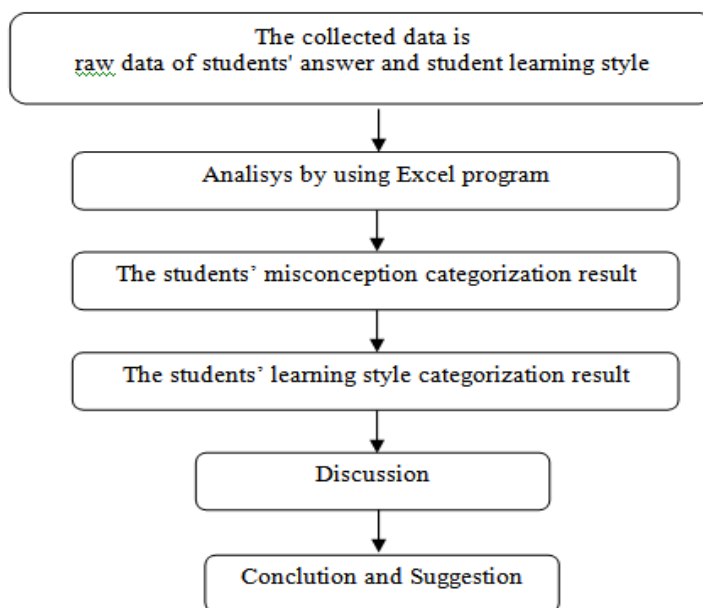 The collected data is
raw data of students' answer and student learning style
Analisys by using Excel program
The students’ misconception categorization result
The students’ learning style categorization result
Discussion
Conclution and Suggestion